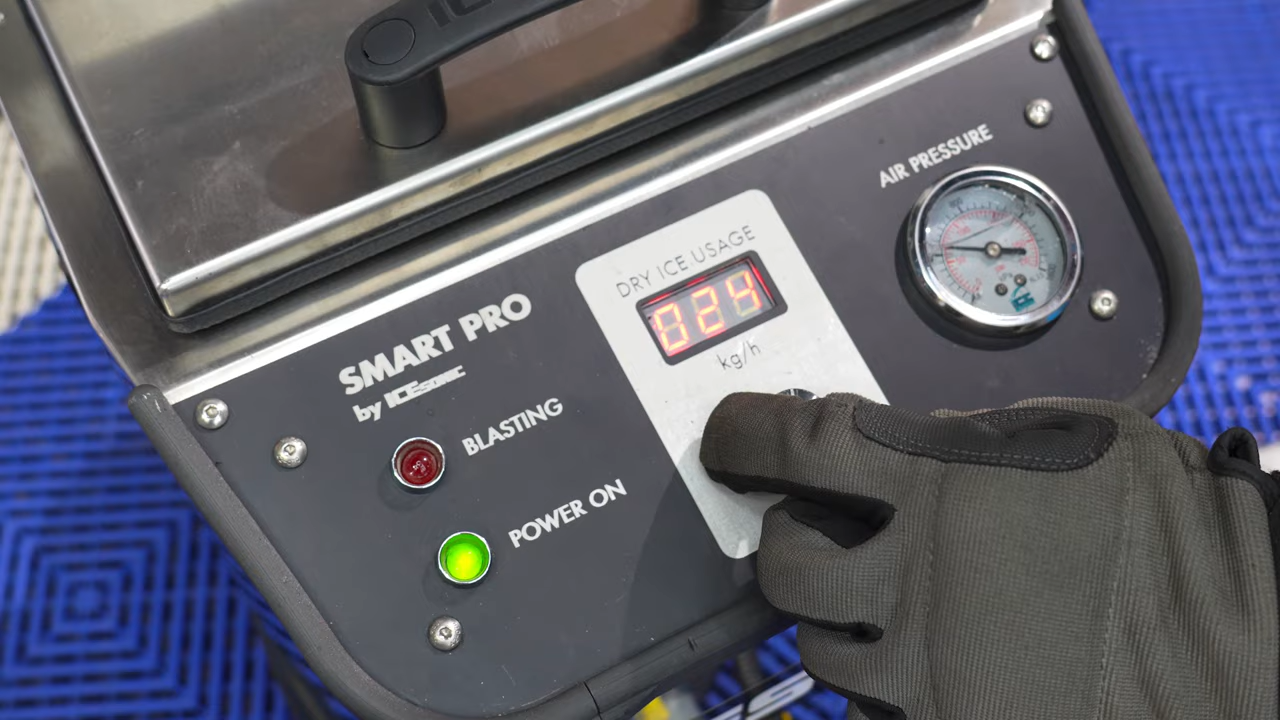 AIR PRESSURE
DRY ICE USAGE
024
kg/h
SMART PRO
by ICESONIC
BLASTING
POWER ON